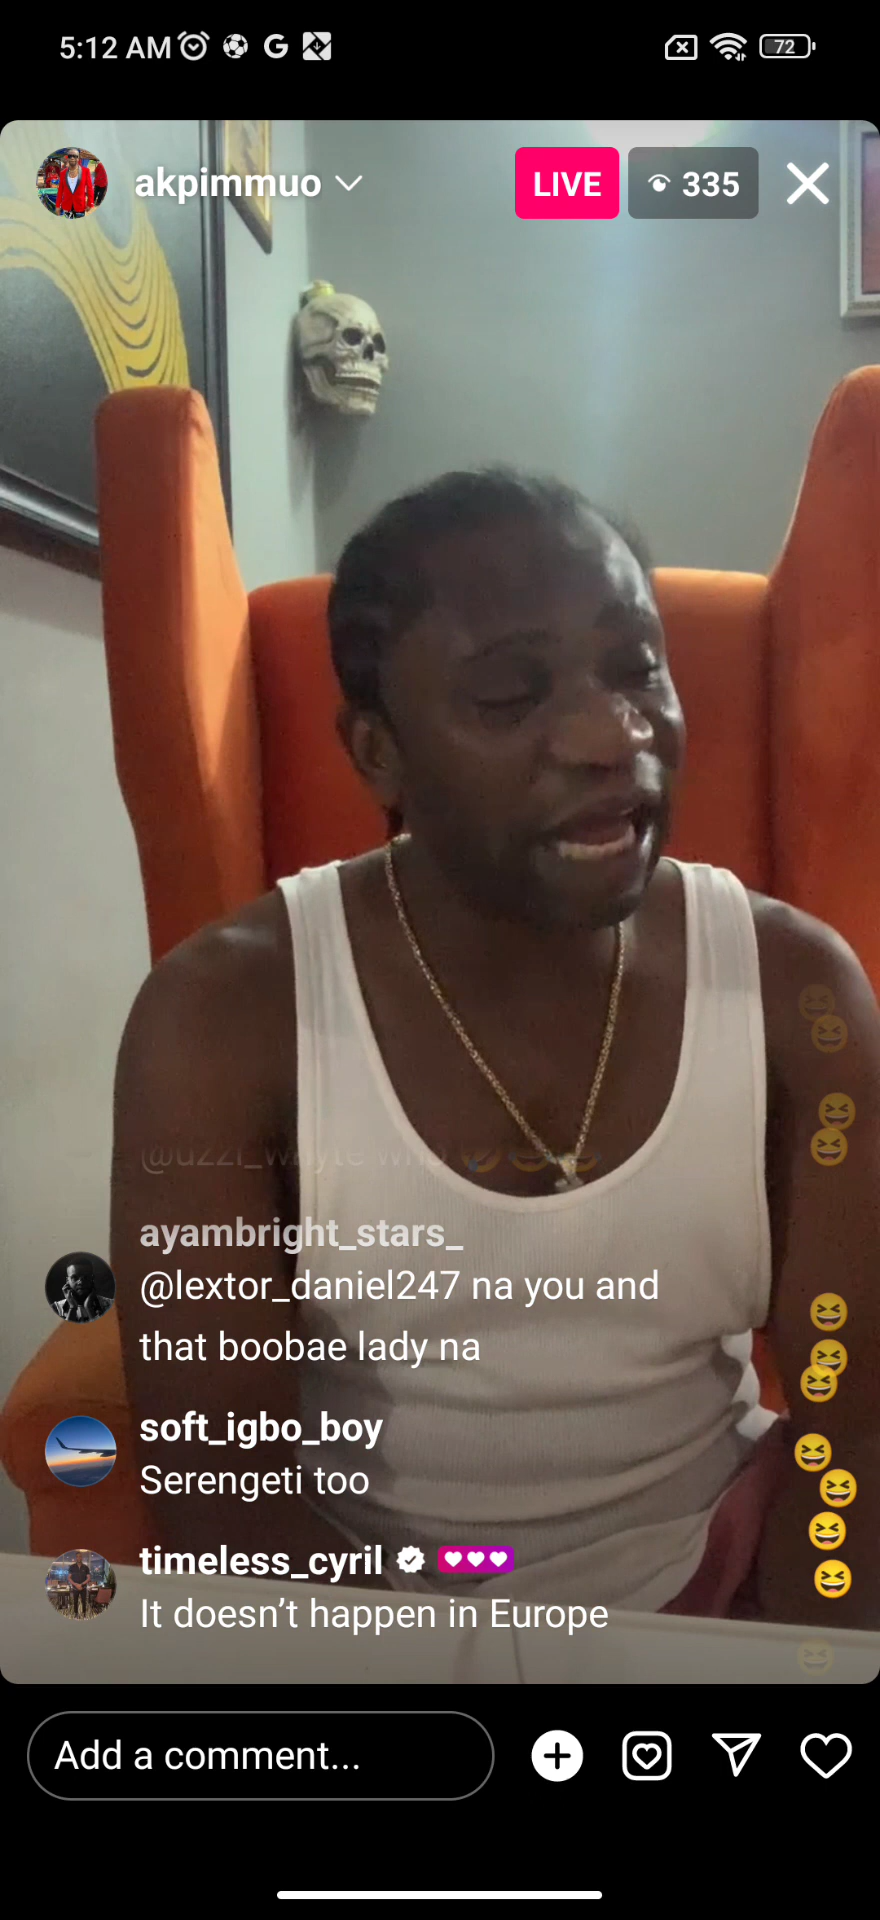 5:12 AM
72
akpimmuo
LIVE
335
ayambright_stars_
@lextor_daniel247 na you and
that boobae lady na
soft_igbo_boy
Serengeti too
timeless_cyril
It doesn't happen in Europe
Add a comment...